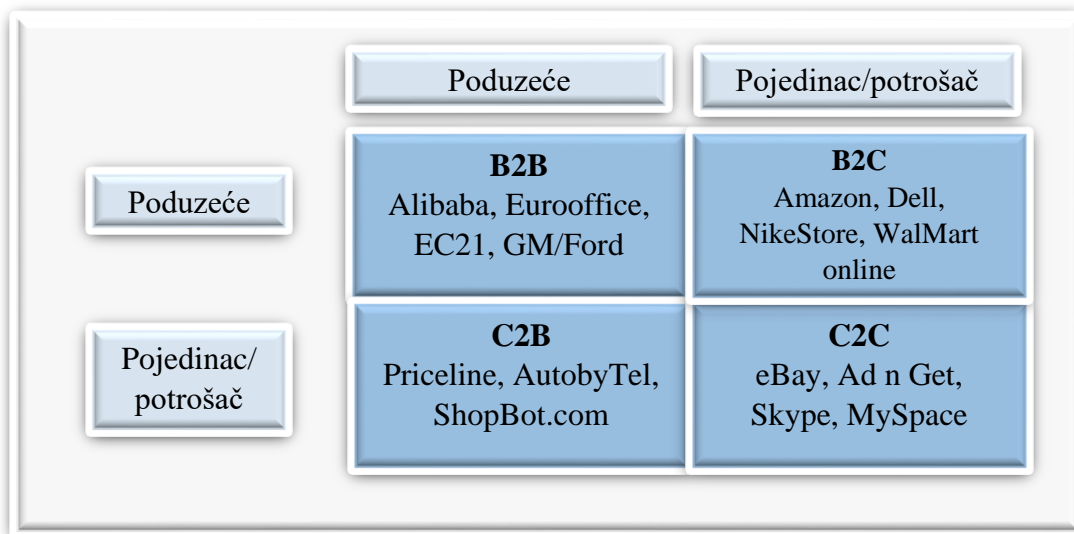 Poduzeće
Pojedinac/potrošač
Poduzeće
B2B
Alibaba, Eurooffice,
EC21, GM/Ford
B2C
Amazon, Dell,
NikeStore, WalMart
online
Pojedinac/
potrošač
C2B
Priceline, AutobyTel,
ShopBot.com
C2C
eBay, Ad n Get,
Skype, MySpace